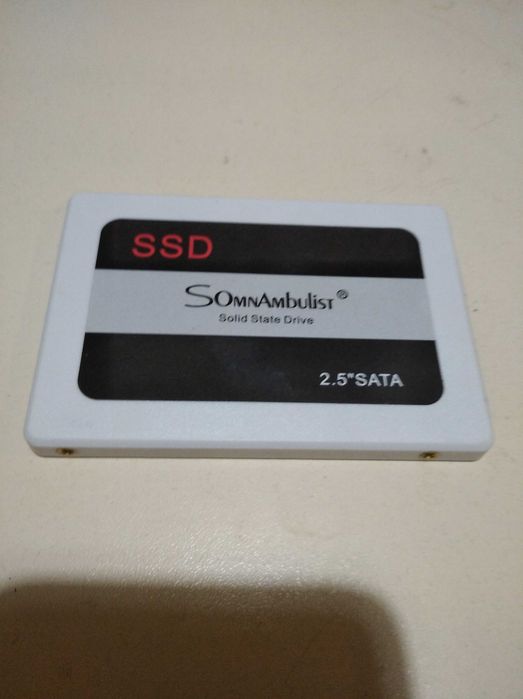 SSD
SOmnAmbulist®
Solid State Drive
2.5"SATA